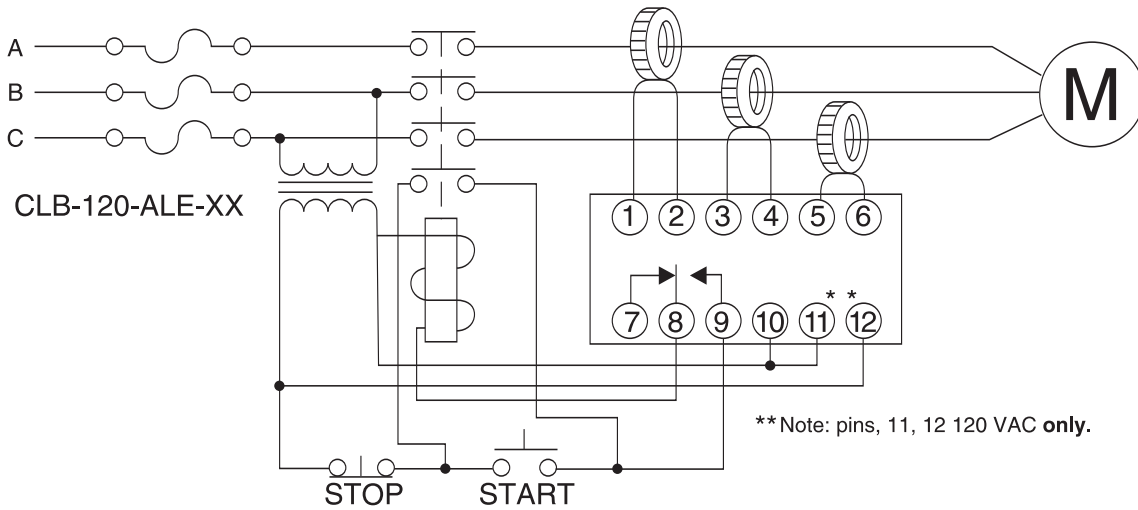 A
B
C
M
CLB-120-ALE-XX
1 2 3 4 5 6
* *
7 8 9 10 11 12
**Note: pins, 11, 12 120 VAC only.
STOP START